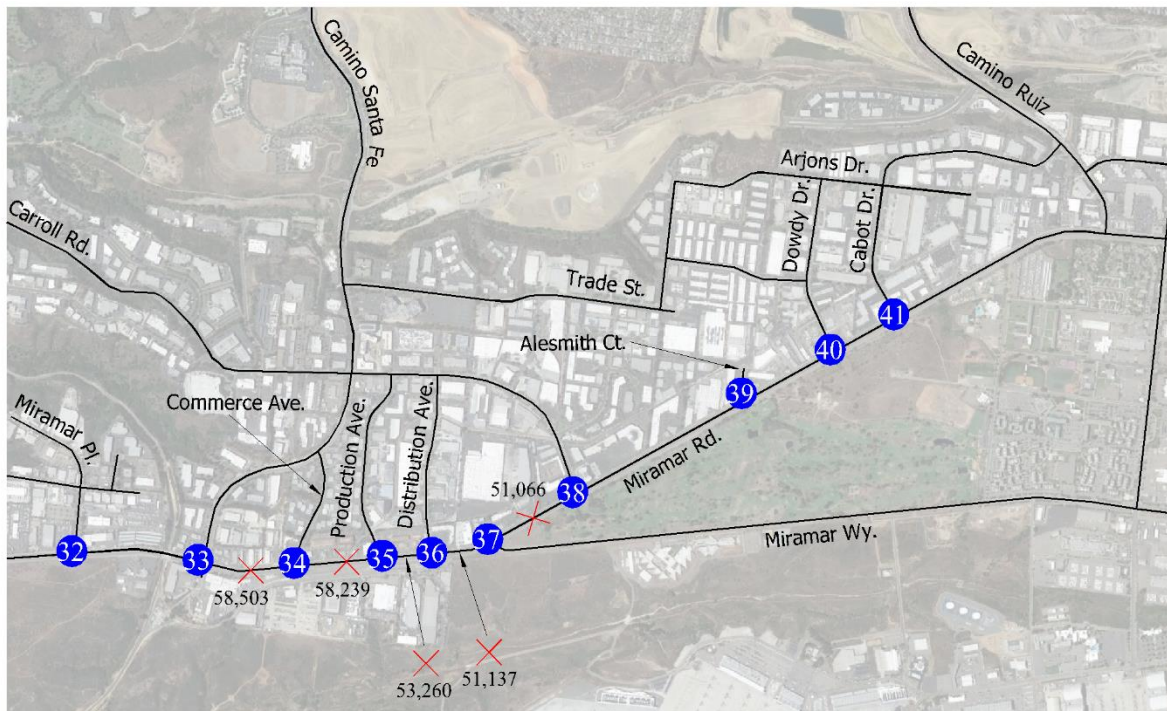 Camino Santa Fe
Camino Ruiz
Arjons Dr.
Dowdy Dr.
Cabot Dr.
Carroll Rd.
Trade St.
41
Alesmith Ct.
40
39
Commerce Ave.
Miramar Pl.
Production Ave.
Distribution Ave.
Miramar Rd.
51,066
38
37
Miramar Wy.
32
33
34
35
36
58,503
58,239
53,260
51,137